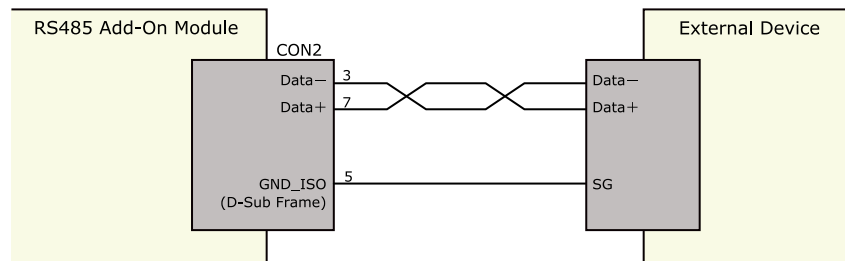 RS485 Add-On Module
External Device
CON2
Data−
3
Data−
Data+
7
Data+
GND_ISO
5
SG
(D-Sub Frame)